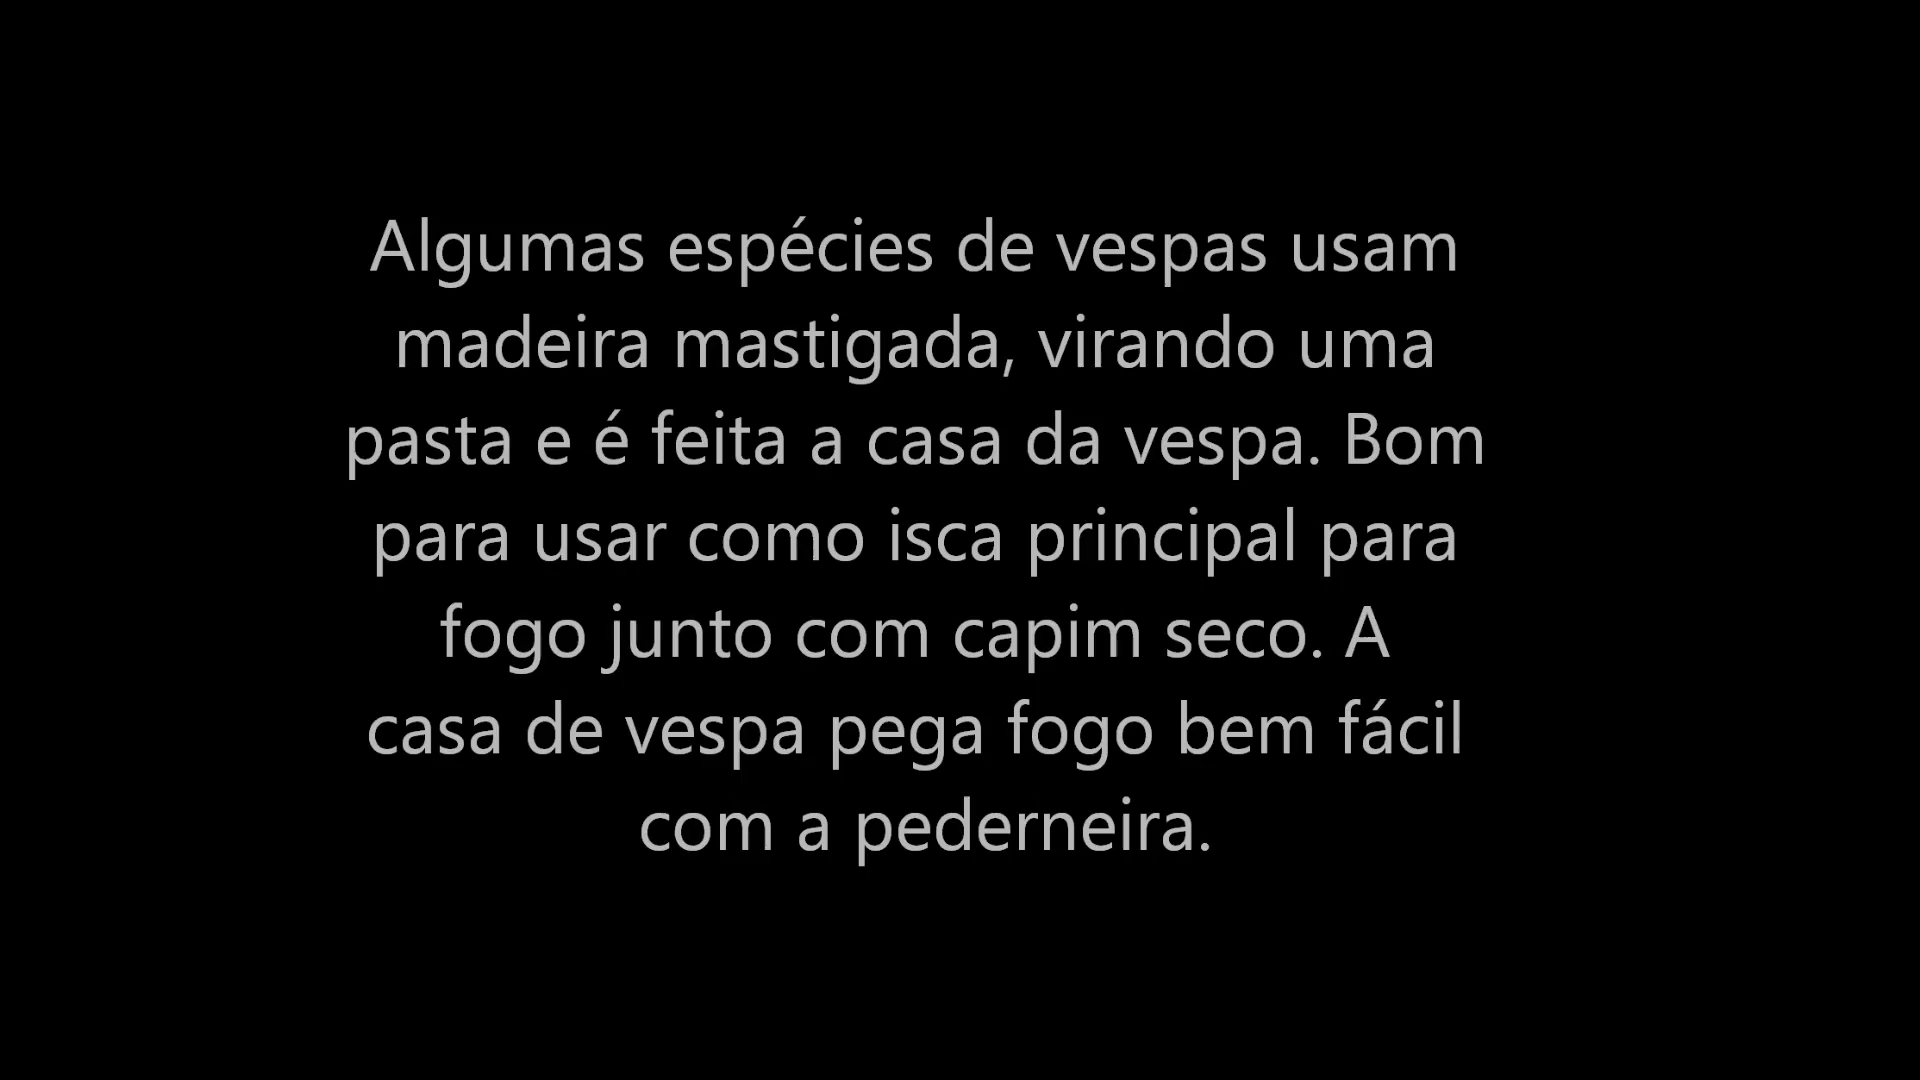 Algumas espécies de vespas usam
madeira mastigada, virando uma
pasta e é feita a casa da vespa. Bom
para usar como isca principal para
fogo junto com capim seco. A
casa de vespa pega fogo bem fácil
com a pederneira.